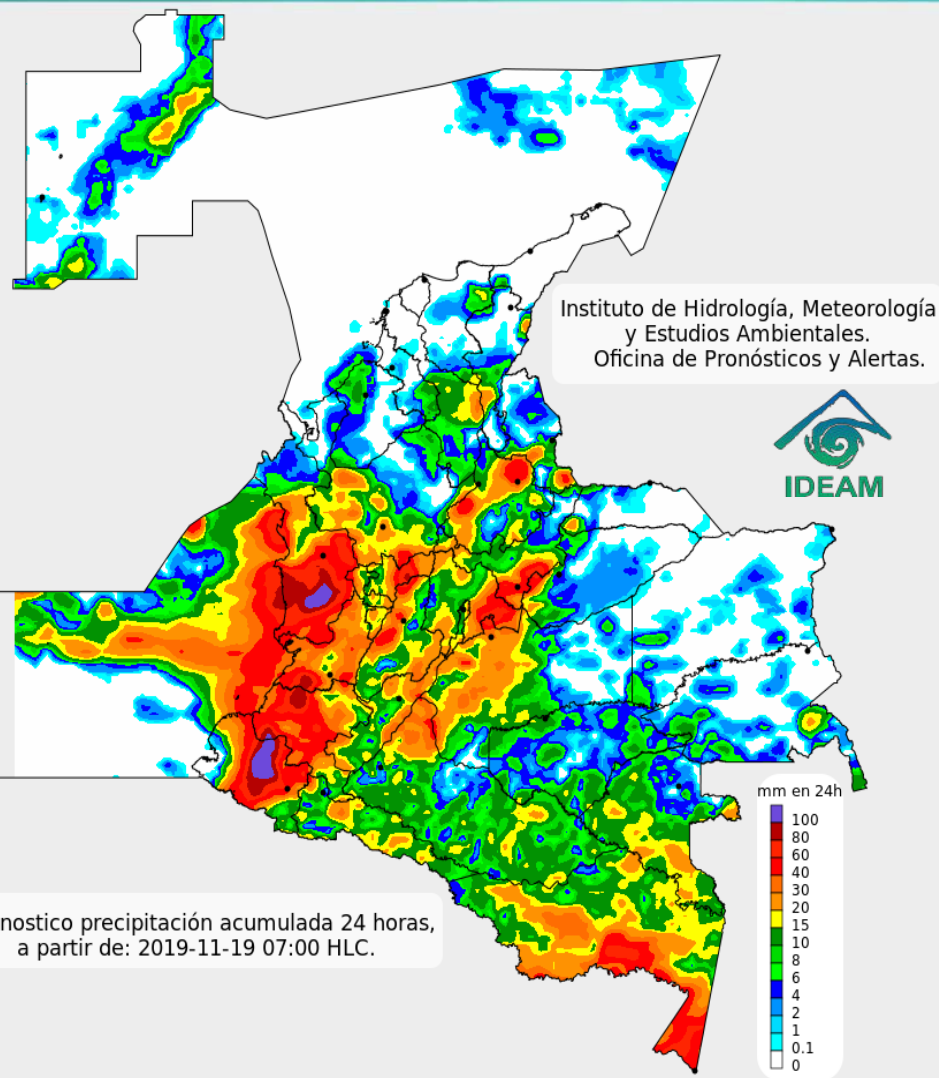 Instituto de Hidrología, Meteorología
y Estudios Ambientales.
Oficina de Pronósticos y Alertas.
IDEAM
mm en 24h
100
80
60
40
30
20
15
10
8
6
4
2
1
0.1
0
nostico precipitación acumulada 24 horas,
a partir de: 2019-11-19 07:00 HLC.